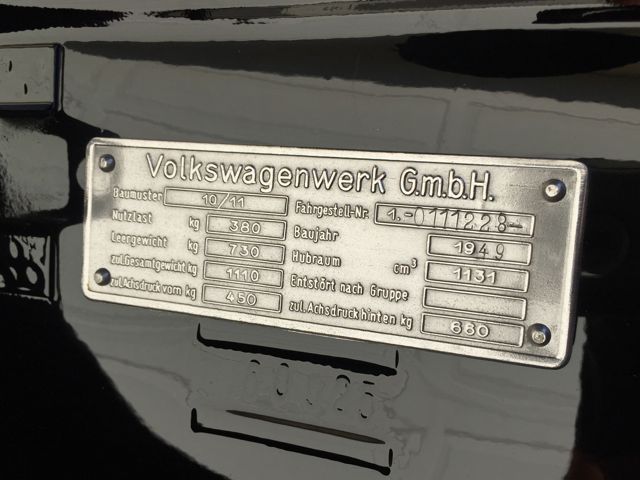 Volkswagenwerk G.m.b.H.
Baumuster 10/11 Fahrgestell-Nr. 1.-0111228-
Nutzlast kg 380 Baujahr 1949
Leergewicht kg 730 Hubraum cm³ 1131
zul.Gesamtgewicht kg 1110 Entstört nach Gruppe
zul.Achsdruck vorn kg 450 zul.Achsdruck hinten kg 680